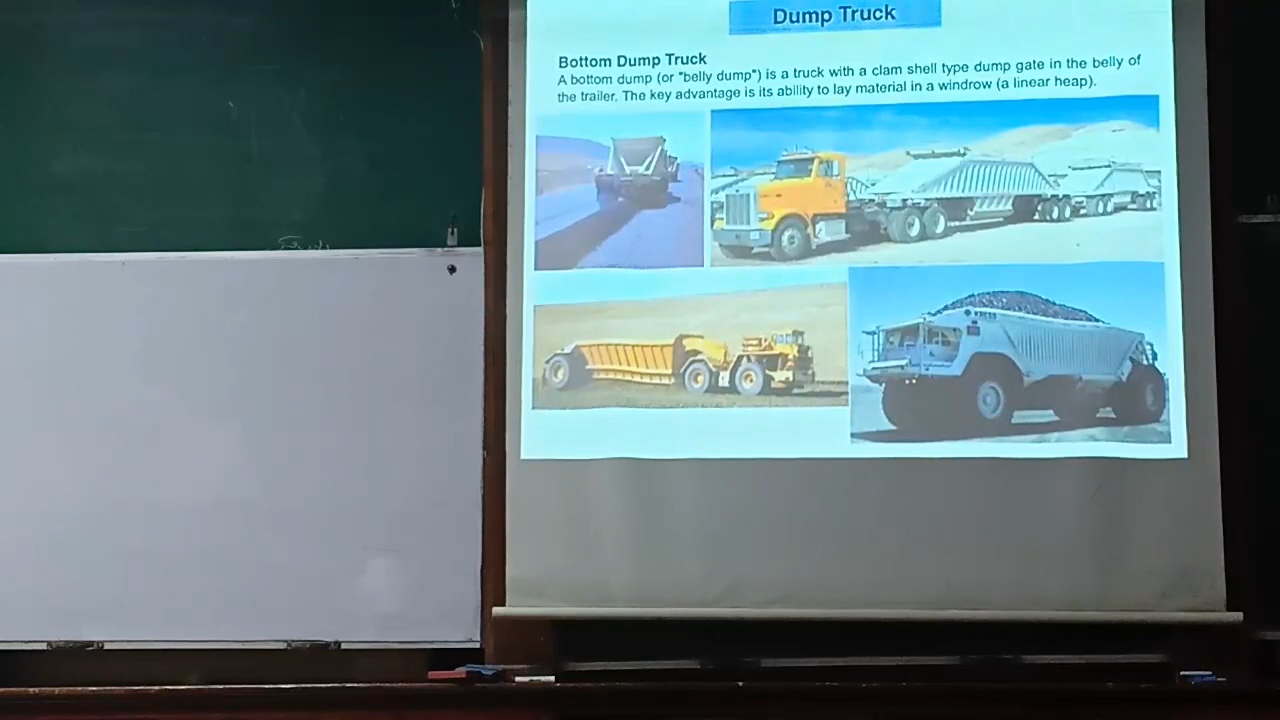 Dump Truck
Bottom Dump Truck
A bottom dump (or "belly dump") is a truck with a clam shell type dump gate in the belly of
the trailer. The key advantage is its ability to lay material in a windrow (a linear heap).
KRESS